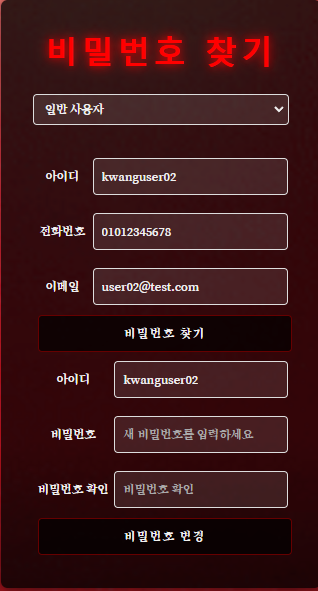 비밀번호 찾기
일반 사용자
아이디 kwanguser02
전화번호 01012345678
이메일 user02@test.com
비밀번호 찾기
아이디 kwanguser02
비밀번호 새 비밀번호를 입력하세요
비밀번호 확인 비밀번호 확인
비밀번호 변경